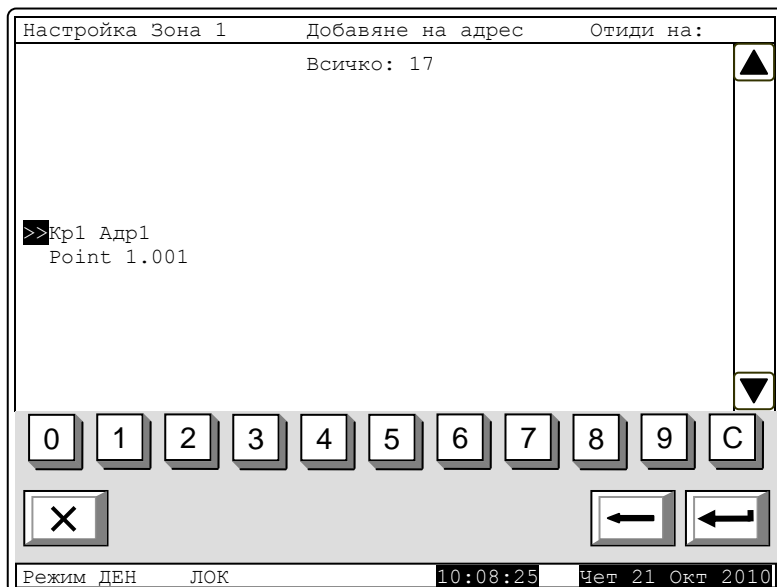 Настройка Зона 1 Добавяне на адрес Отиди на:
Всичко: 17
>>Кр1 Адр1
Point 1.001
0 1 2 3 4 5 6 7 8 9 C
Режим ДЕН ЛОК 10:08:25 Чет 21 Окт 2010